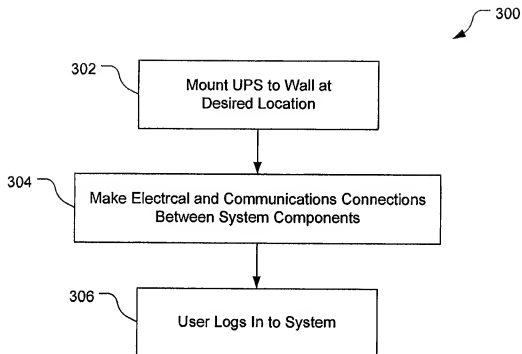 300
302
Mount UPS to Wall at
Desired Location
304
Make Electrcal and Communications Connections
Between System Components
306
User Logs In to System